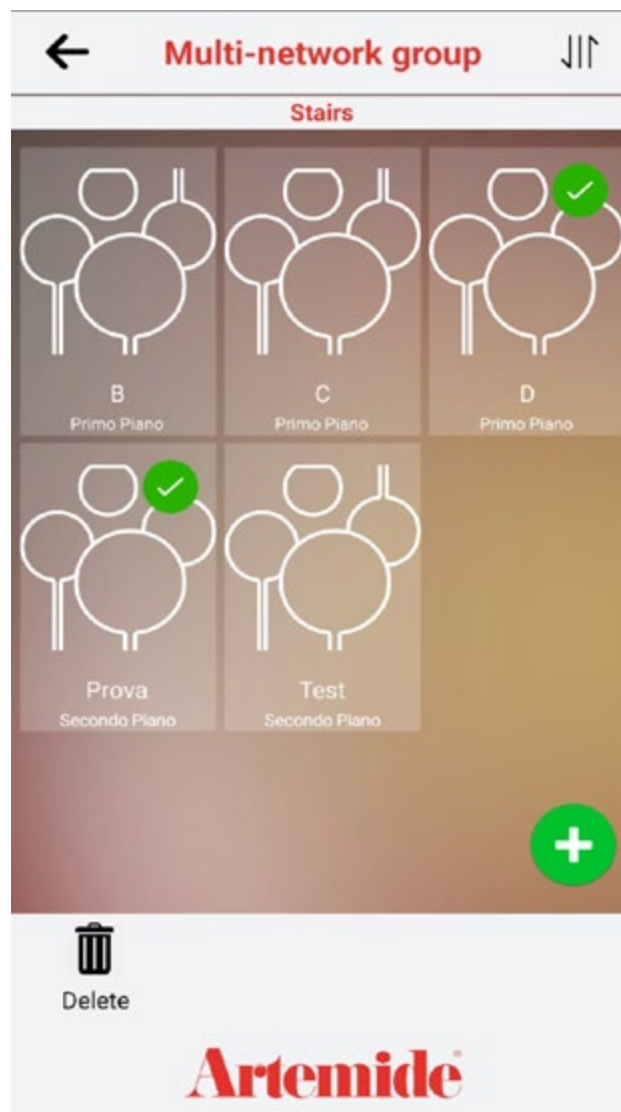 Multi-network group
Stairs
B
Primo Piano
C
Primo Piano
D
Primo Piano
Prova
Secondo Piano
Test
Secondo Piano
Delete
Artemide